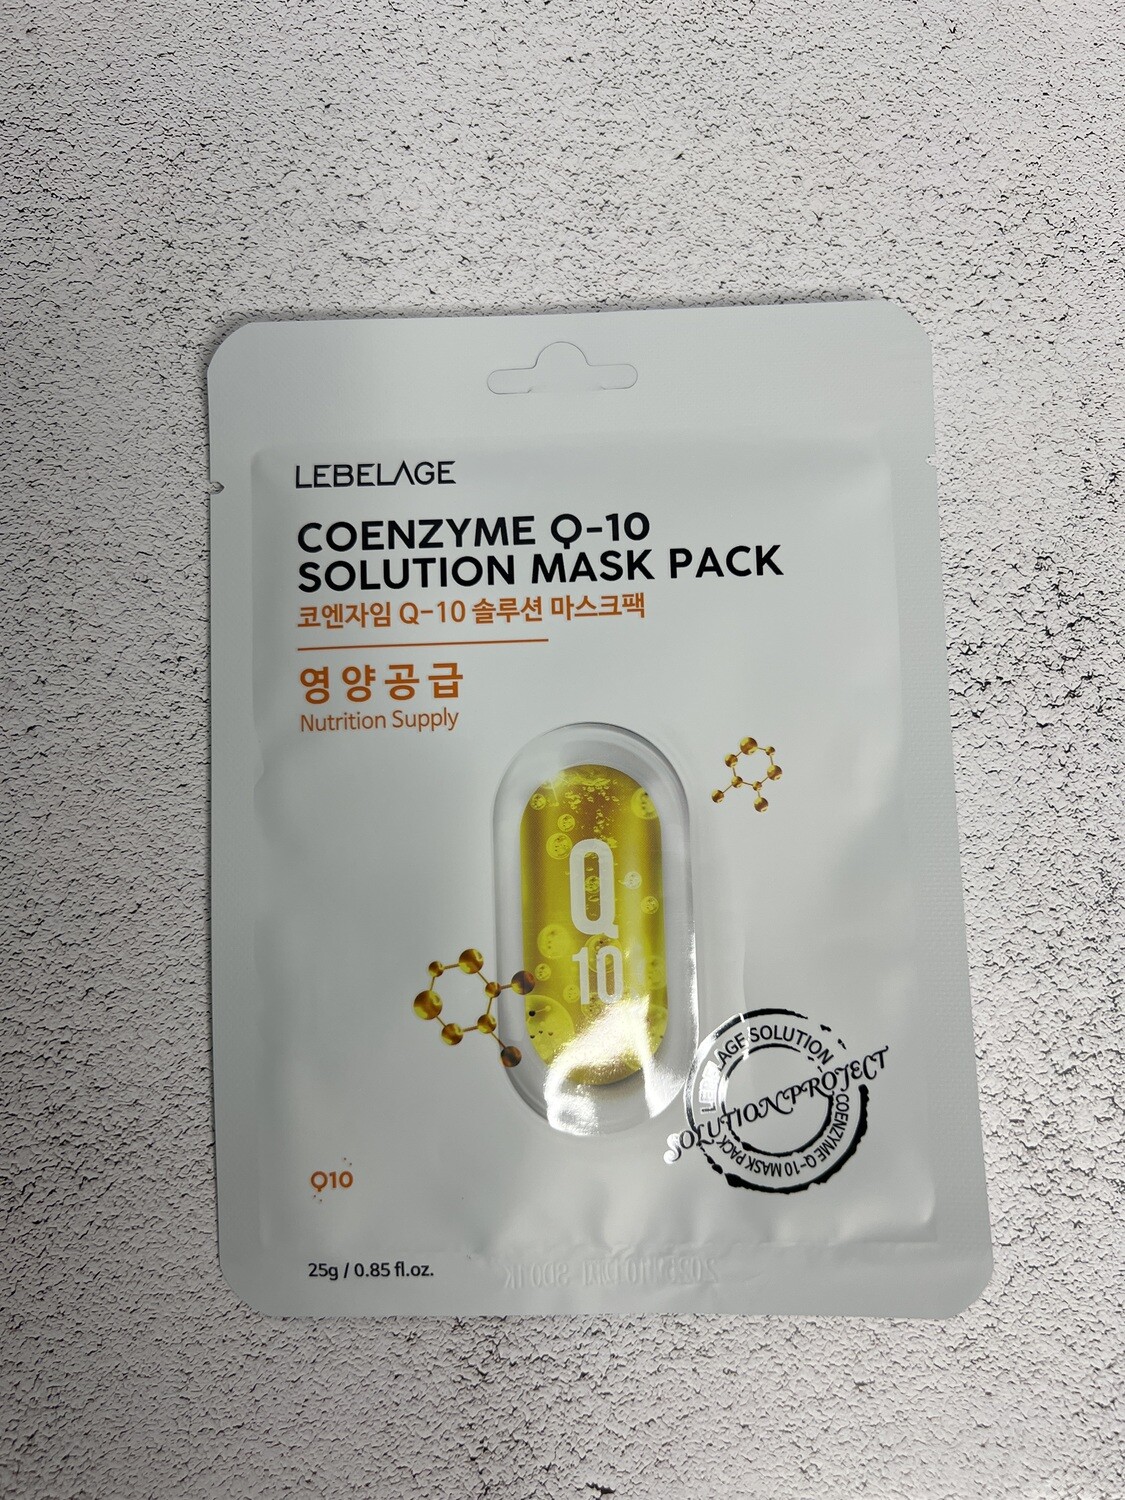 LEBELAGE
COENZYME Q-10
SOLUTION MASK PACK
코엔자임 Q-10 솔루션 마스크팩
영양공급
Nutrition Supply
Q
10
LEBELAGE SOLUTION
SOLUTION PROJECT
COENZYME Q-10 MASK PACK
Q10
25g / 0.85 fl.oz.